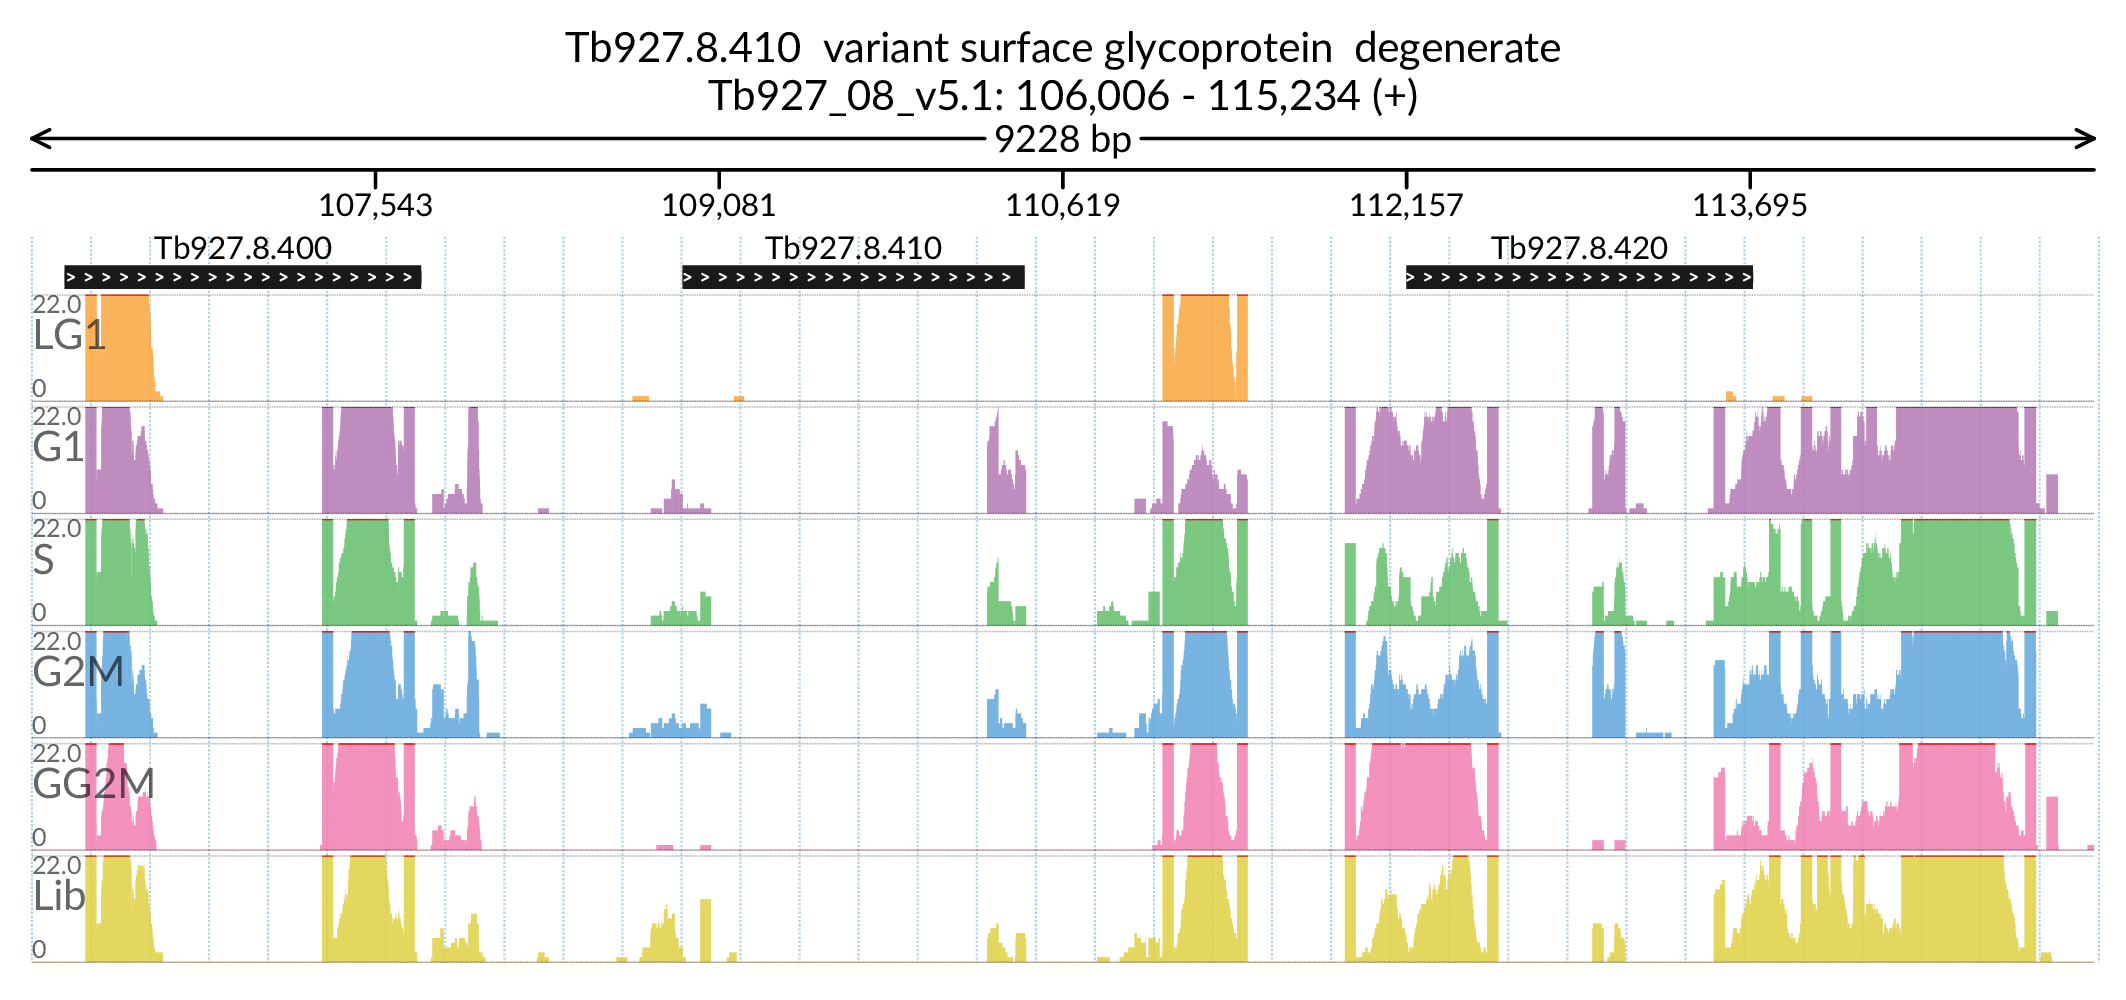 Tb927.8.410 variant surface glycoprotein degenerate
Tb927_08_v5.1: 106,006 - 115,234 (+)
9228 bp
107,543 109,081 110,619 112,157 113,695
Tb927.8.400 Tb927.8.410 Tb927.8.420
22.0
LG1
0
22.0
G1
0
22.0
S
0
22.0
G2M
0
22.0
GG2M
0
22.0
Lib
0